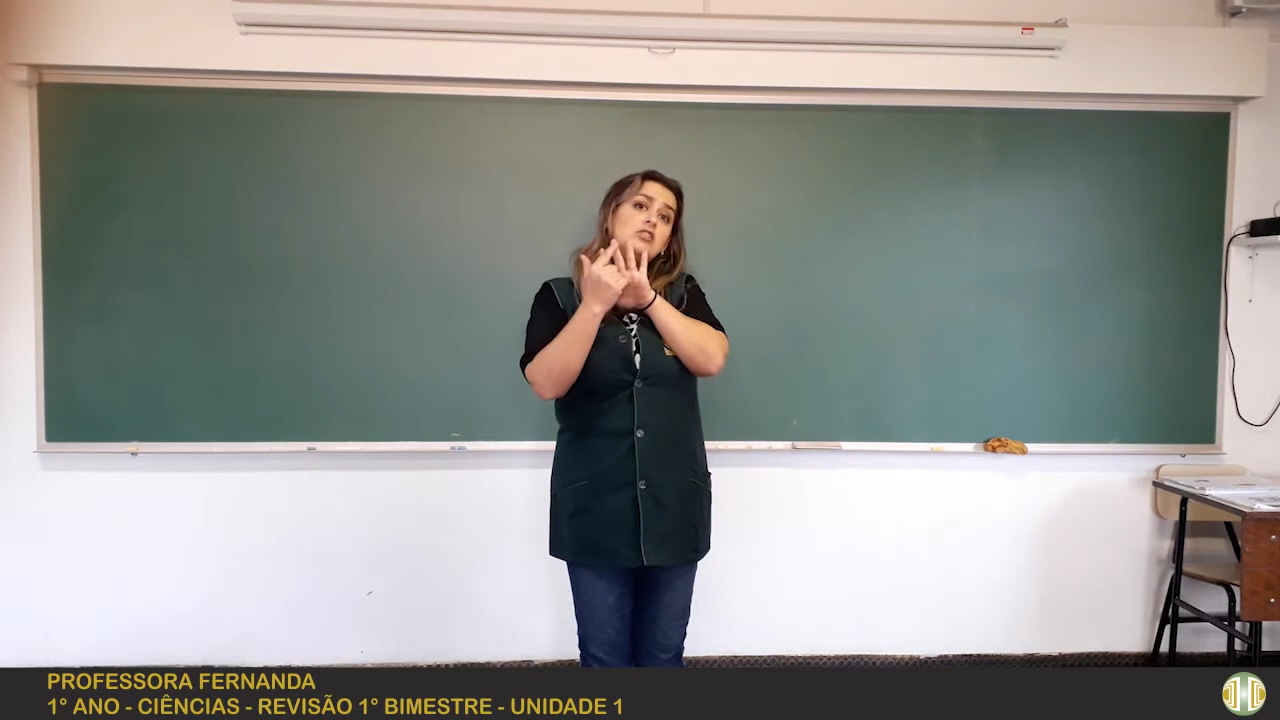 PROFESSORA FERNANDA
1° ANO - CIÊNCIAS - REVISÃO 1° BIMESTRE - UNIDADE 1